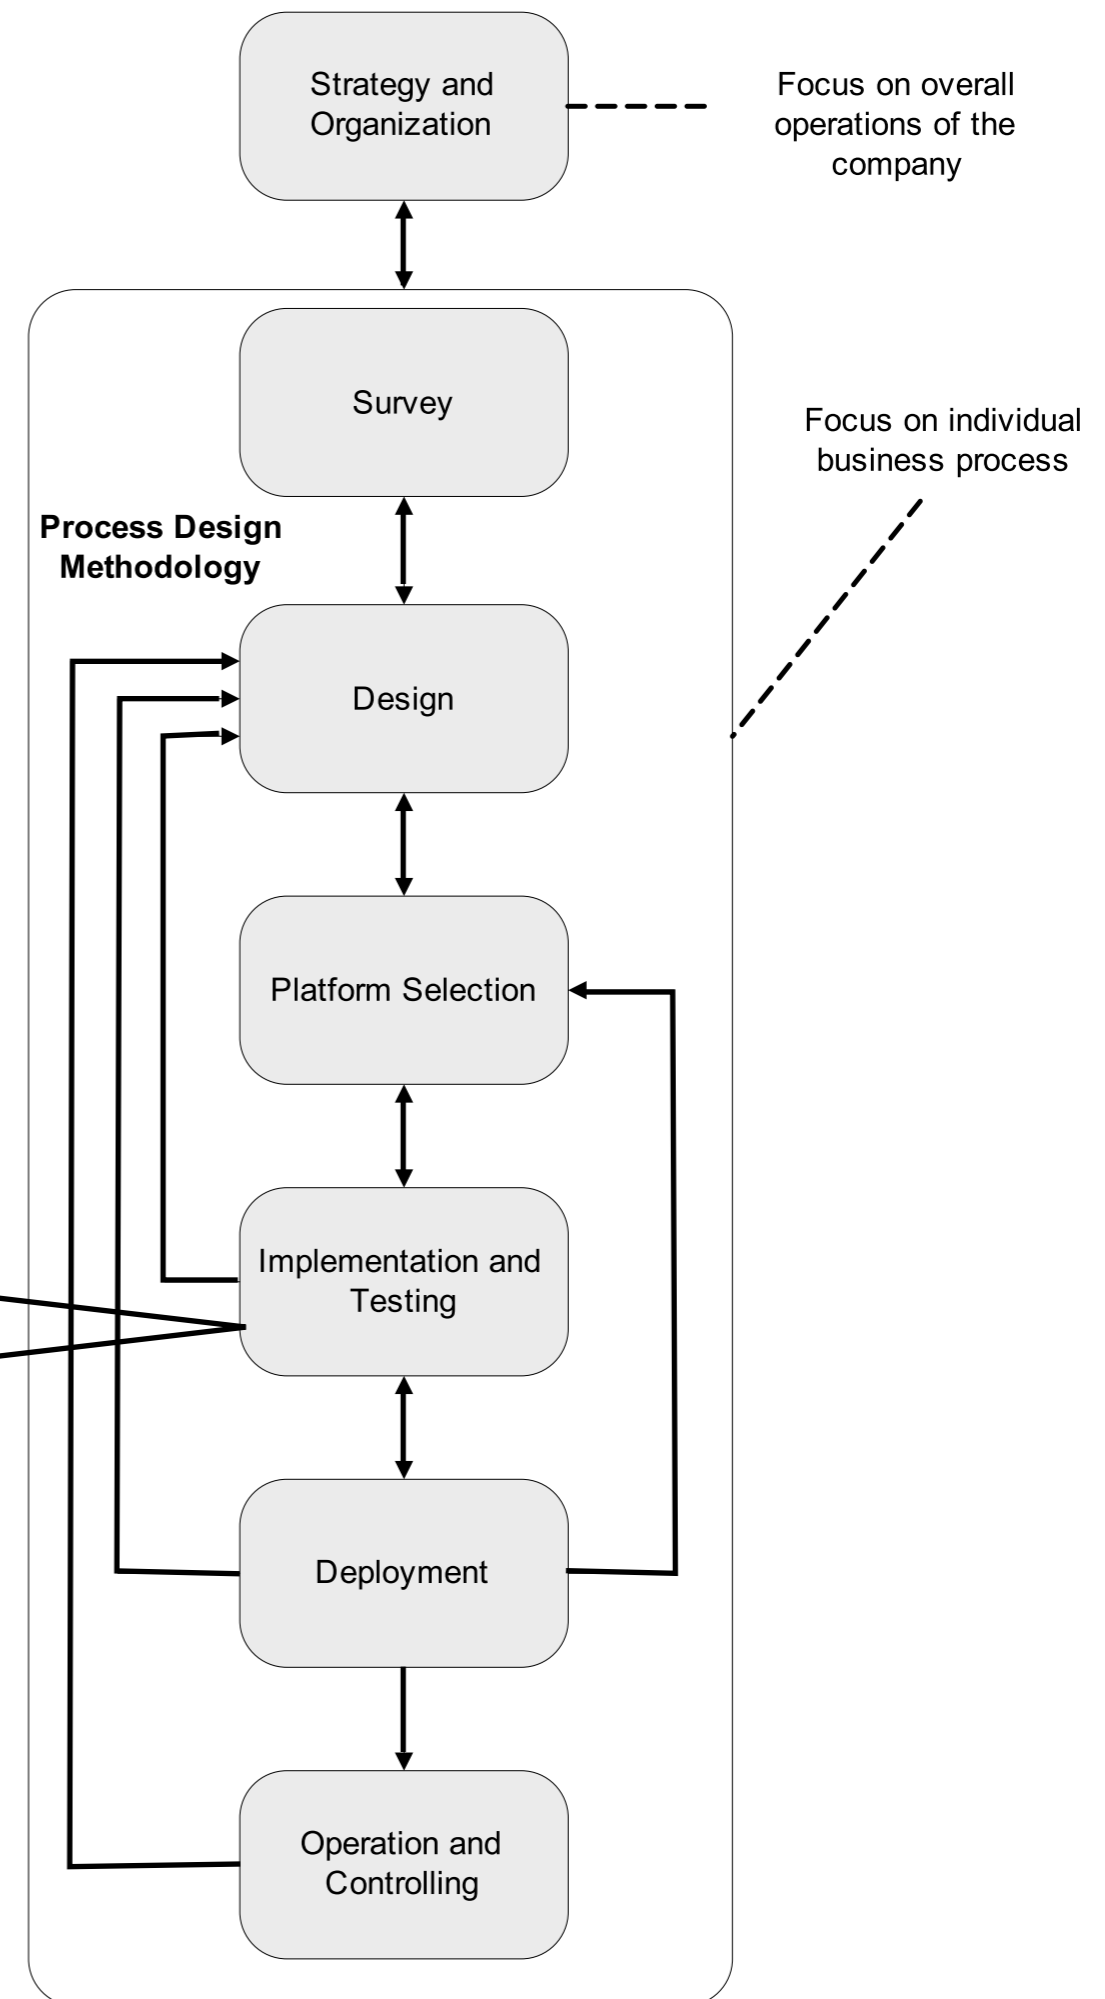 Strategy and
Organization
Focus on overall
operations of the
company
Survey
Focus on individual
business process
Process Design
Methodology
Design
Platform Selection
Implementation and
Testing
Deployment
Operation and
Controlling